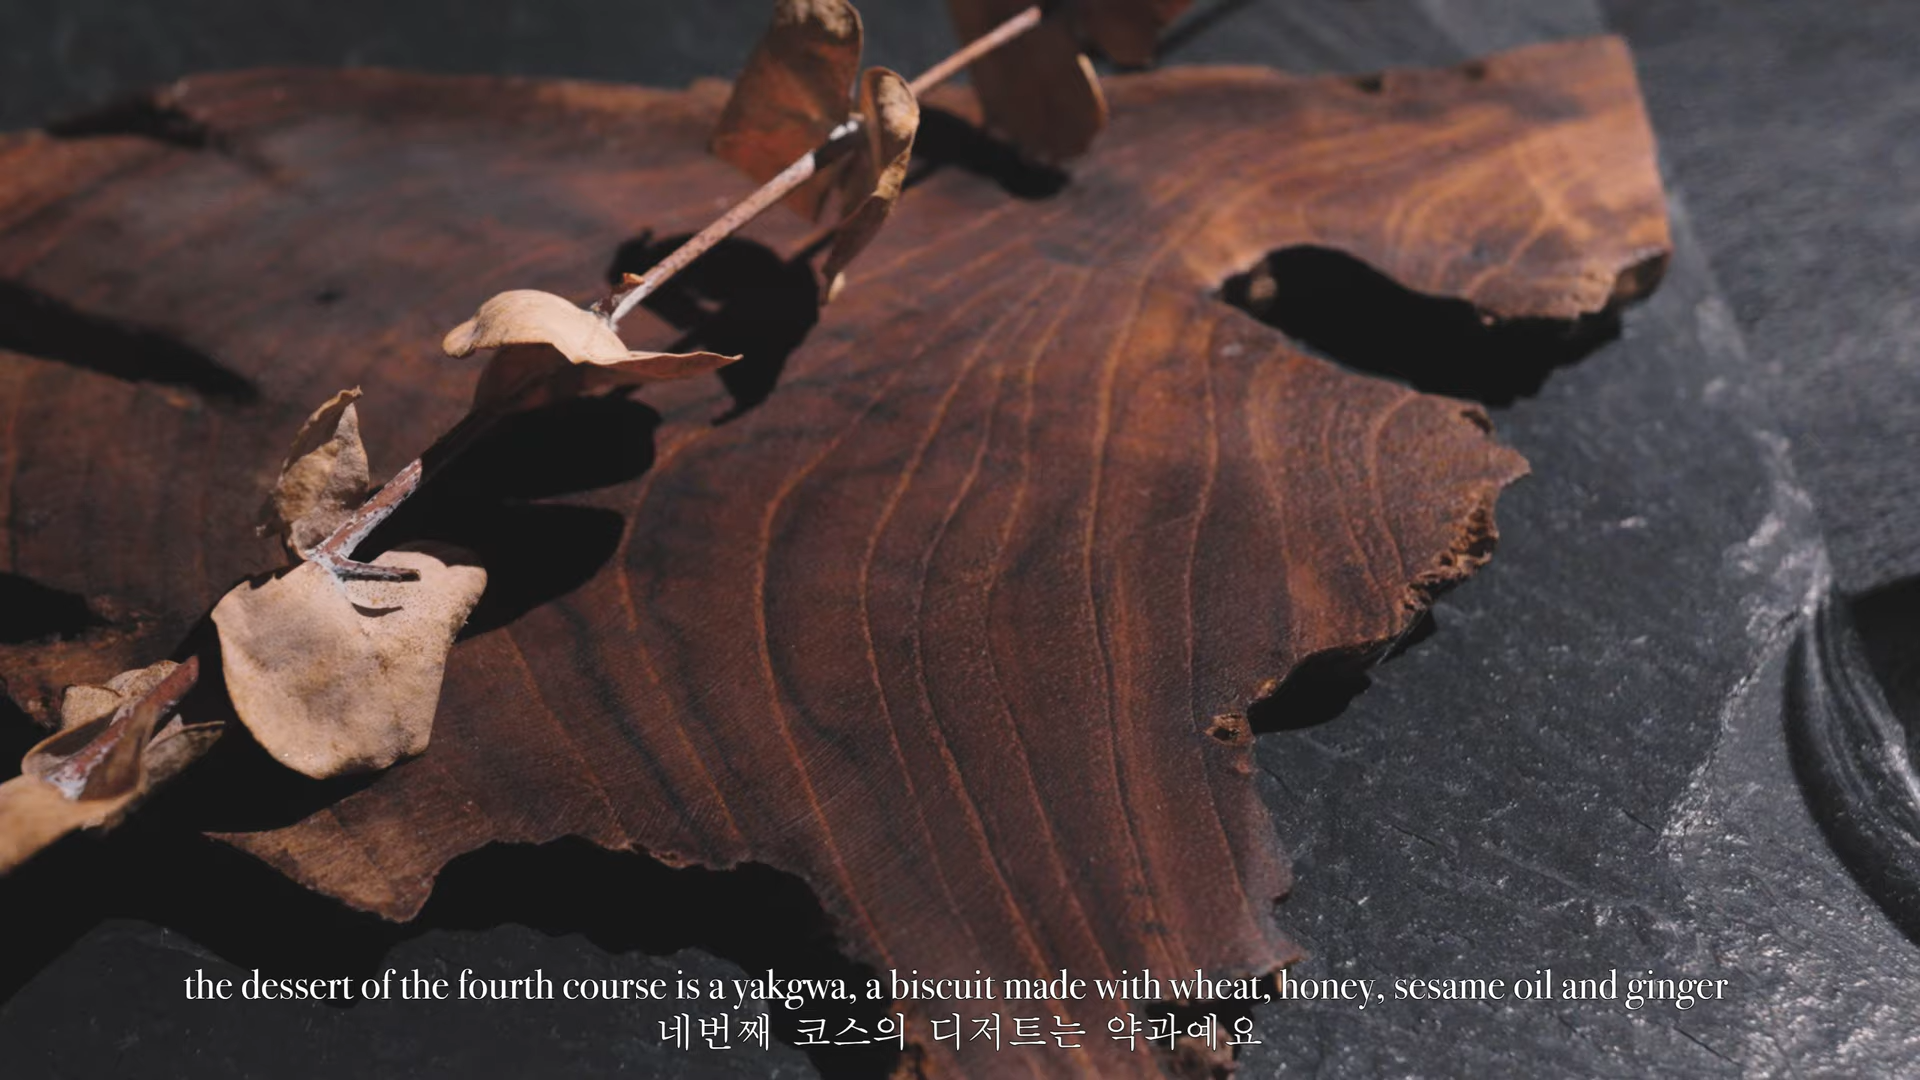 the dessert of the fourth course is a yakgwa, a biscuit made with wheat, honey, sesame oil and ginger
네번째 코스의 디저트는 약과예요